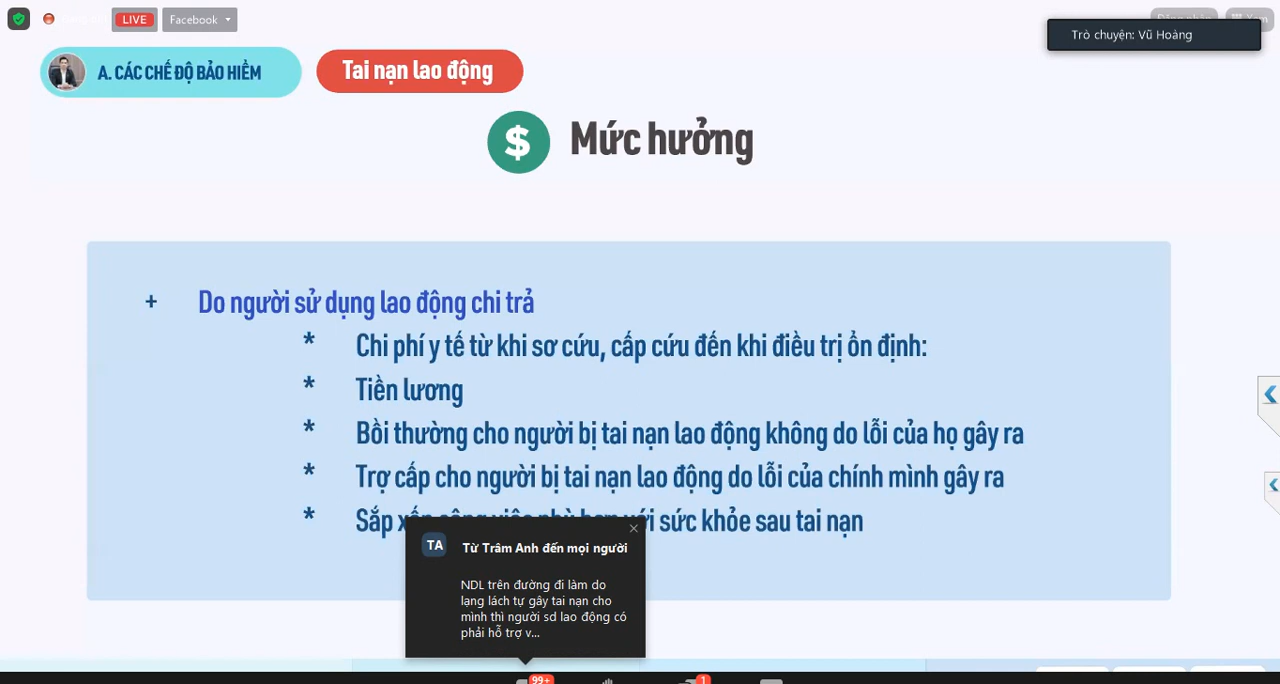 LIVE
Facebook
Trò chuyện: Vũ Hoảng
A. CÁC CHẾ ĐỘ BẢO HIỂM
Tai nạn lao động
$ Mức hưởng
+ Do người sử dụng lao động chi trả
* Chi phí y tế từ khi sơ cứu, cấp cứu đến khi điều trị ổn định:
* Tiền lương
* Bồi thường cho người bị tai nạn lao động không do lỗi của họ gây ra
* Trợ cấp cho người bị tai nạn lao động do lỗi của chính mình gây ra
* Sắp sức khỏe sau tai nạn
TA
Từ Trâm Anh đến mọi người
NDL trên đường đi làm do
lạng lách tự gây tai nạn cho
mình thì người sd lao động có
phải hỗ trợ v...
99+
1